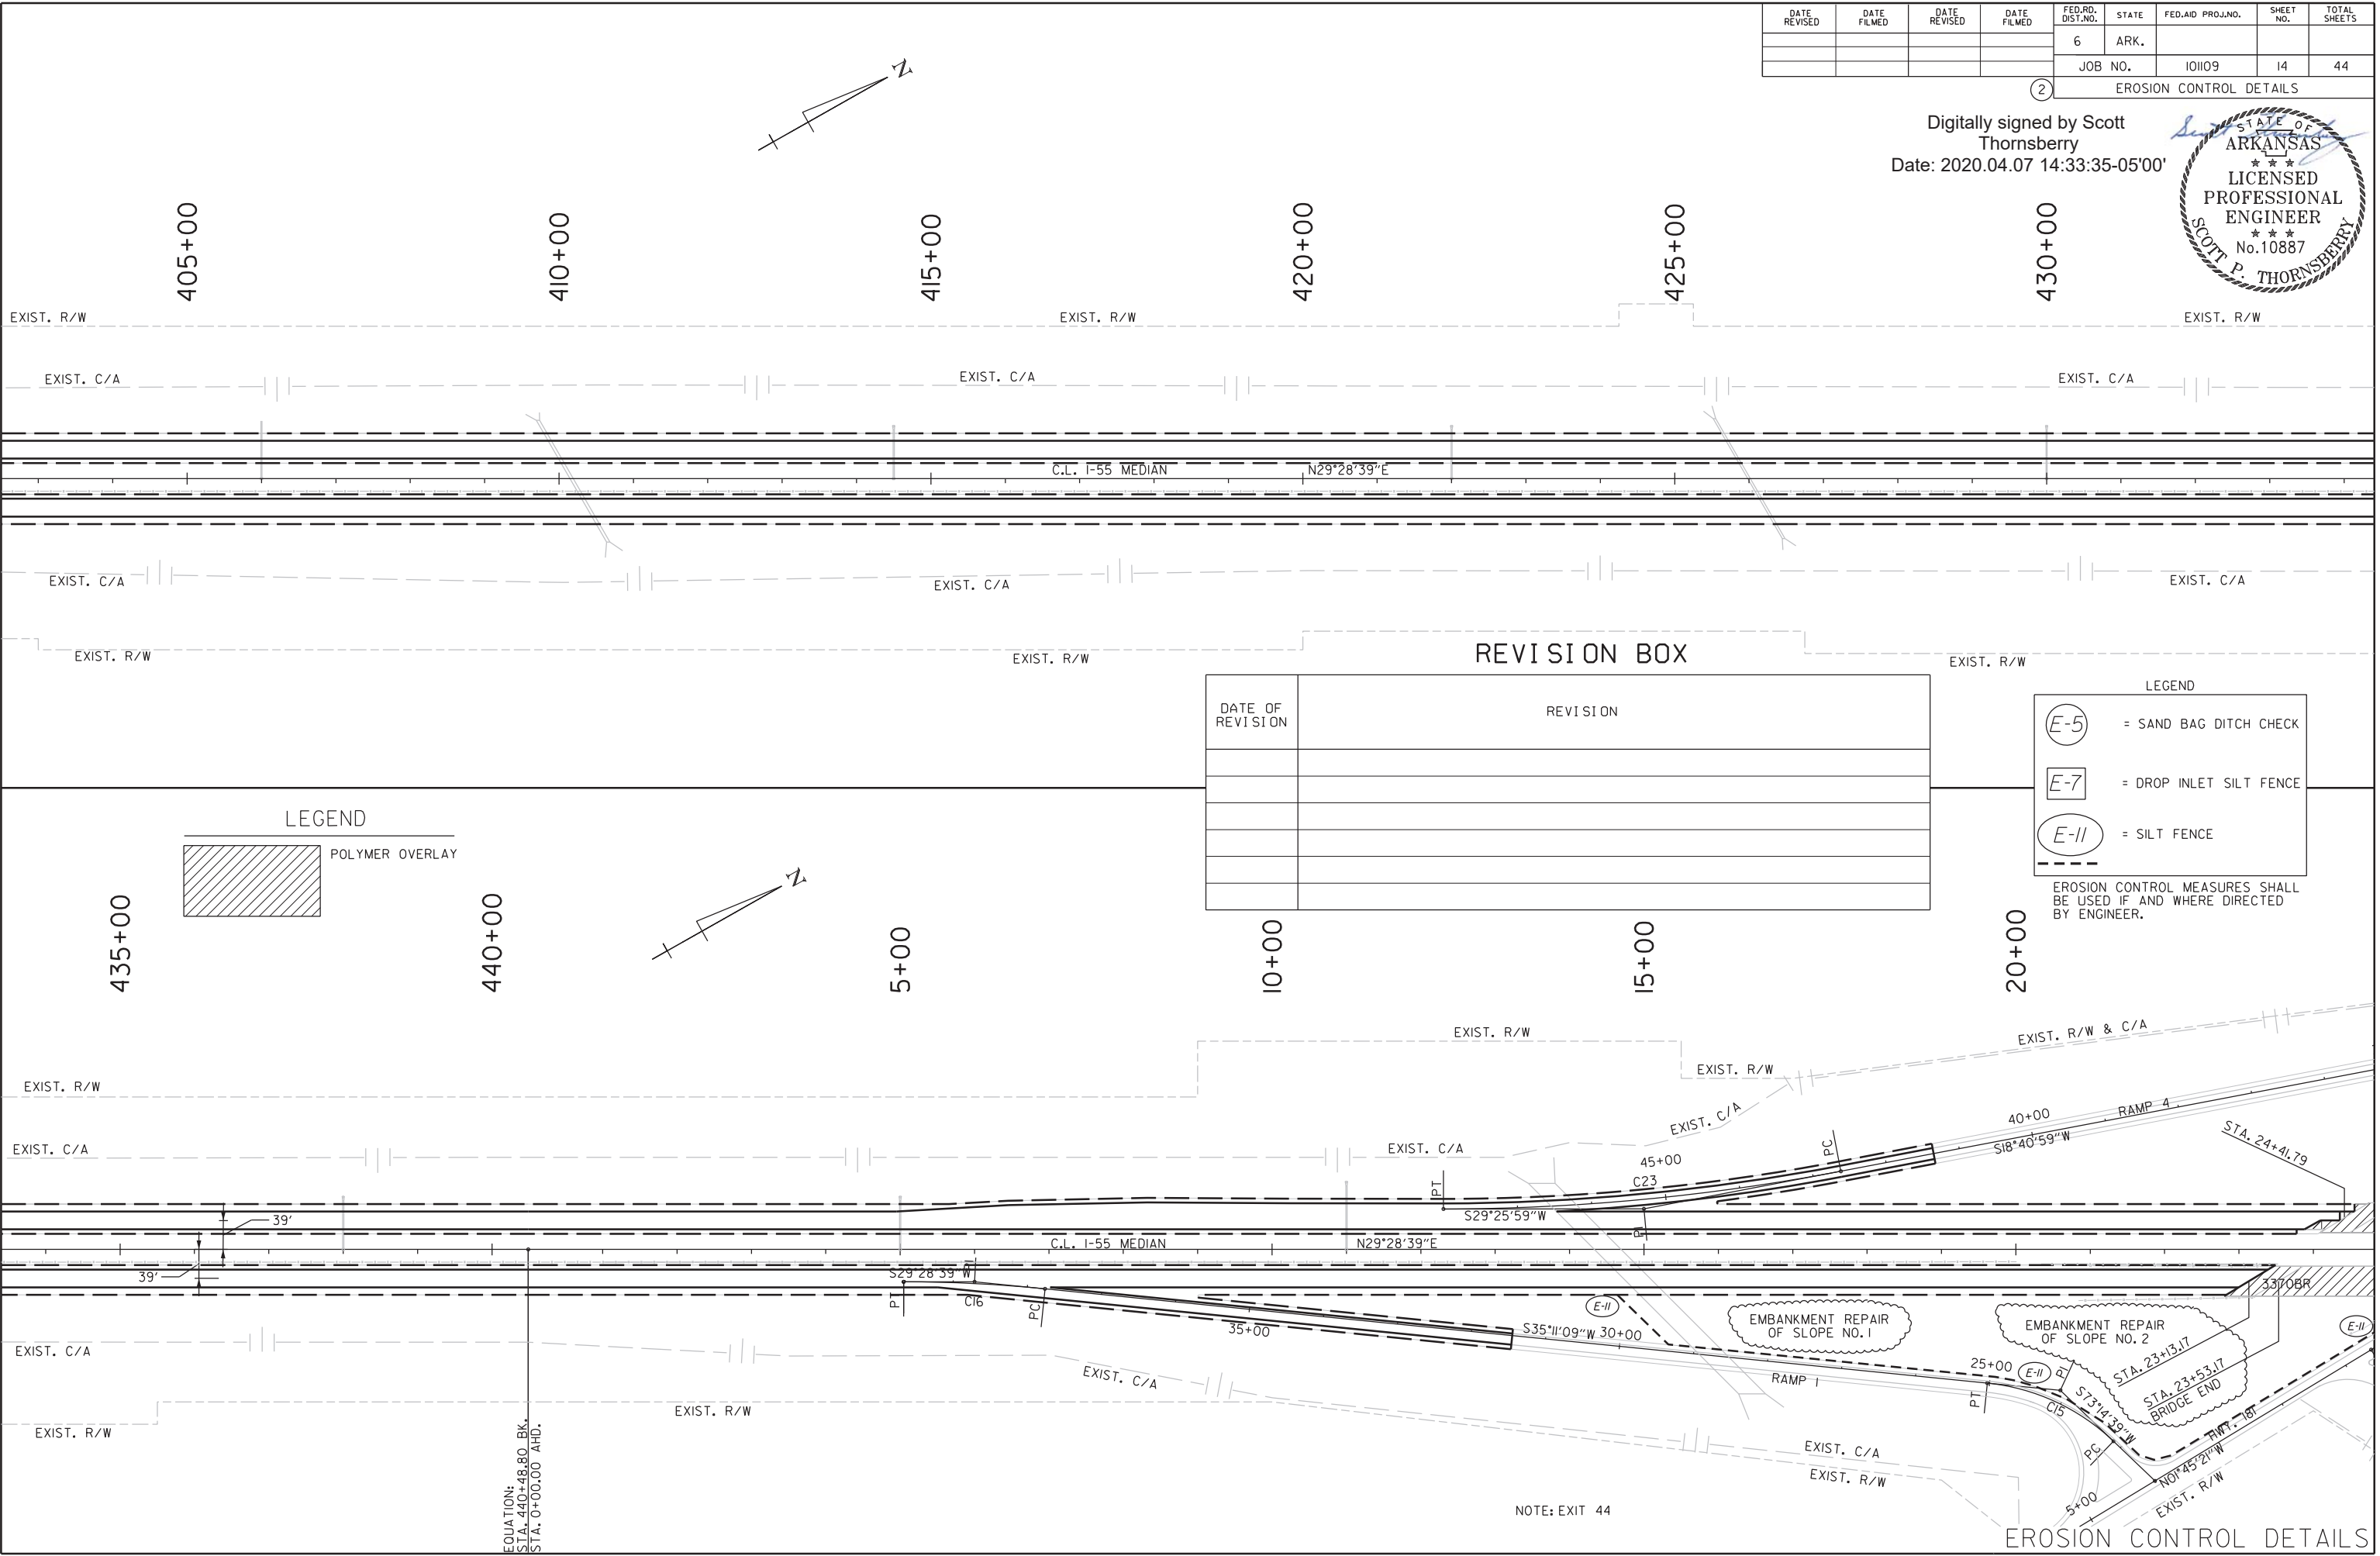 DATE REVISED
DATE FILMED
DATE REVISED
DATE FILMED
FED.RD. DIST.NO.
STATE
FED.AID PROJ.NO.
SHEET NO.
TOTAL SHEETS
6
ARK.
JOB NO.
101109
14
44
2
EROSION CONTROL DETAILS
Digitally signed by Scott
Thornsberry
Date: 2020.04.07 14:33:35-05'00'
STATE OF
ARKANSAS
★ ★ ★
LICENSED
PROFESSIONAL
ENGINEER
★ ★ ★
No.10887
SCOTT P. THORNSBERRY
N
405+00
410+00
415+00
420+00
425+00
430+00
EXIST. R/W
EXIST. R/W
EXIST. R/W
EXIST. C/A
EXIST. C/A
EXIST. C/A
C.L. I-55 MEDIAN
N29°28'39"E
EXIST. C/A
EXIST. C/A
EXIST. C/A
EXIST. R/W
EXIST. R/W
EXIST. R/W
REVISION BOX
DATE OF REVISION
REVISION
LEGEND
E-5 = SAND BAG DITCH CHECK
E-7 = DROP INLET SILT FENCE
E-11 = SILT FENCE
EROSION CONTROL MEASURES SHALL
BE USED IF AND WHERE DIRECTED
BY ENGINEER.
LEGEND
POLYMER OVERLAY
N
435+00
440+00
5+00
10+00
15+00
20+00
EXIST. R/W
EXIST. R/W
EXIST. R/W
EXIST. R/W & C/A
EXIST. C/A
EXIST. C/A
EXIST. C/A
40+00
RAMP 4
S18°40'59"W
STA. 24+41.79
PC
45+00
C23
PT
S29°25'59"W
PI
39'
39'
C.L. I-55 MEDIAN
N29°28'39"E
S29°28'39"W
PI
PT
C16
PC
35+00
E-11
S35°11'09"W
30+00
EMBANKMENT REPAIR
OF SLOPE NO.1
EMBANKMENT REPAIR
OF SLOPE NO.2
3370BR
E-11
RAMP 1
25+00
E-11
PI
PT
C15
S73°14'39"W
PC
STA. 23+13.17
STA. 23+53.17
BRIDGE END
HWY. 181
N01°45'21"W
EXIST. R/W
5+00
EXIST. C/A
EXIST. C/A
EXIST. R/W
EXIST. R/W
EXIST. C/A
EXIST. R/W
EQUATION:
STA. 440+48.80 BK.
STA. 0+00.00 AHD.
NOTE: EXIT 44
EROSION CONTROL DETAILS